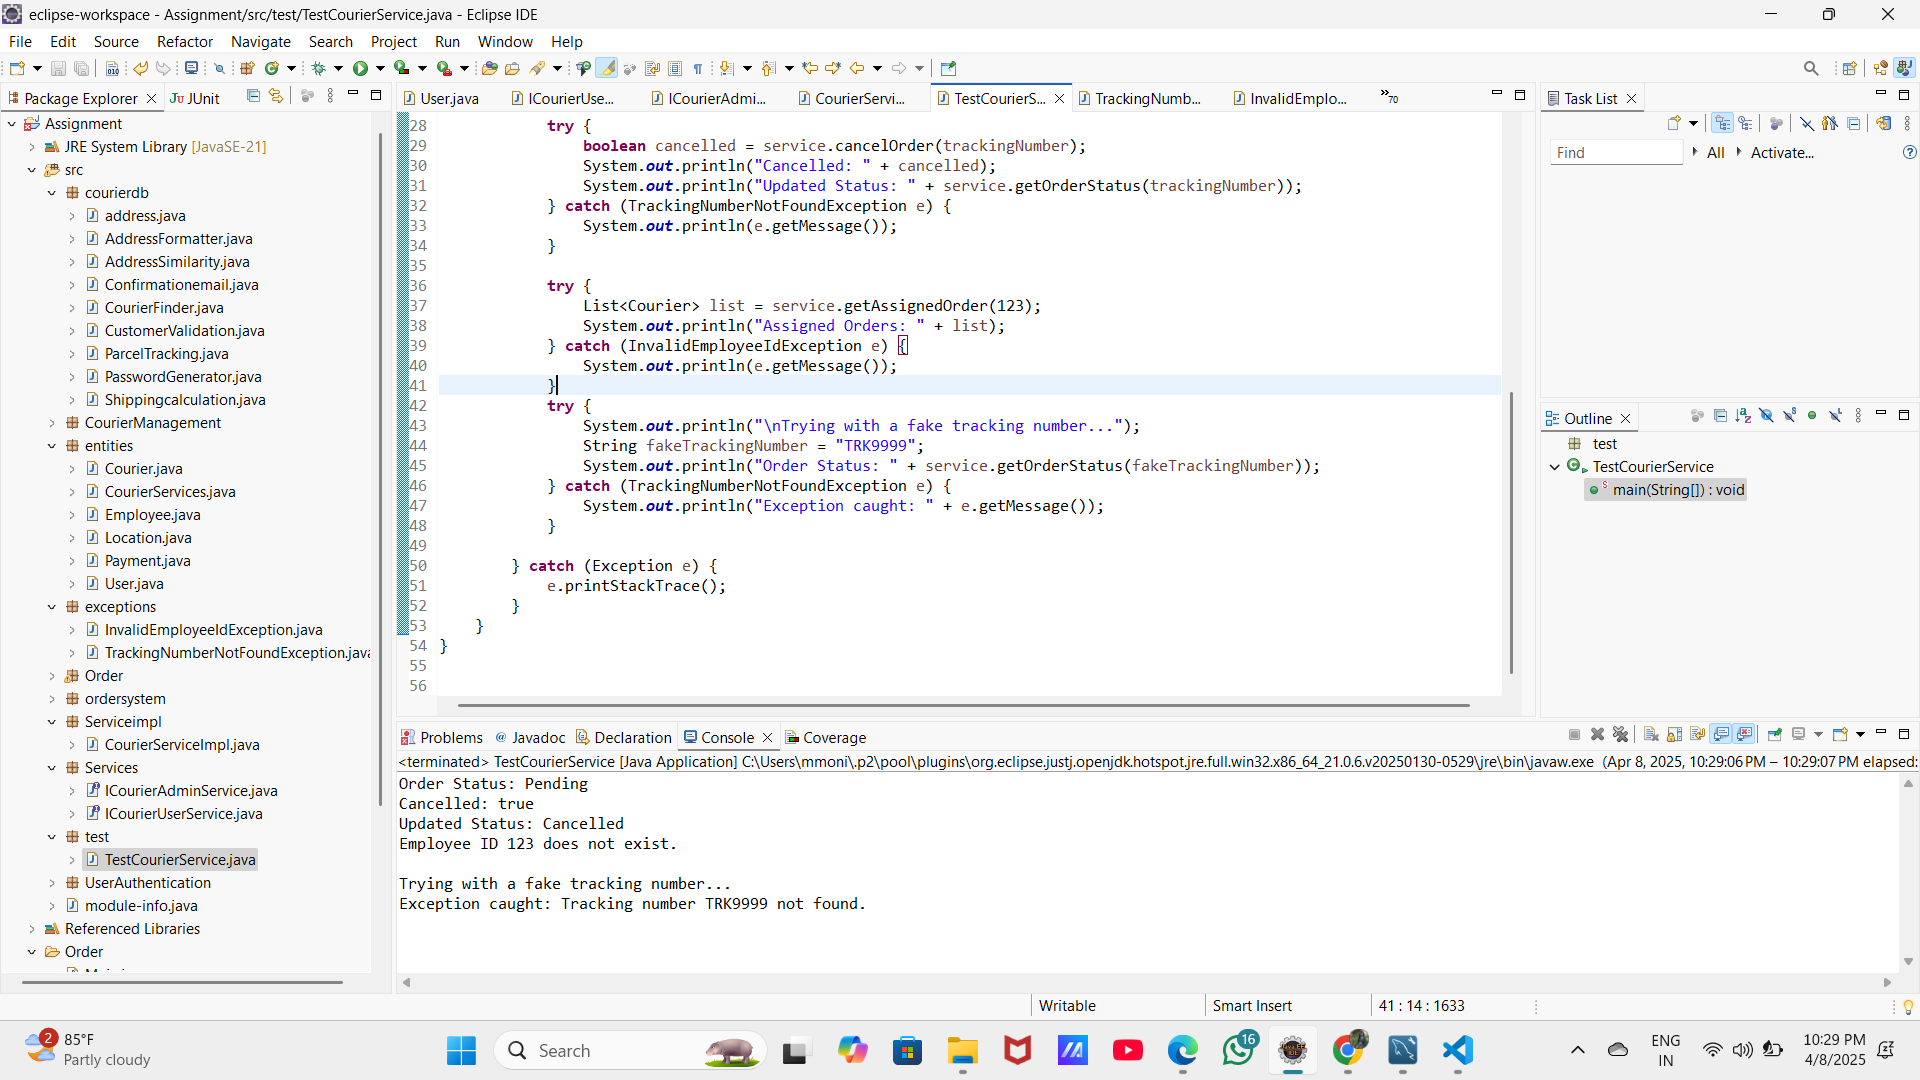 eclipse-workspace - Assignment/src/test/TestCourierService.java - Eclipse IDE
File Edit Source Refactor Navigate Search Project Run Window Help
Package Explorer JUnit
Assignment
JRE System Library [JavaSE-21]
src
courierdb
address.java
AddressFormatter.java
AddressSimilarity.java
Confirmationemail.java
CourierFinder.java
CustomerValidation.java
ParcelTracking.java
PasswordGenerator.java
Shippingcalculation.java
CourierManagement
entities
Courier.java
CourierServices.java
Employee.java
Location.java
Payment.java
User.java
exceptions
InvalidEmployeeIdException.java
TrackingNumberNotFoundException.java
Order
ordersystem
Serviceimpl
CourierServiceImpl.java
Services
ICourierAdminService.java
ICourierUserService.java
test
TestCourierService.java
UserAuthentication
module-info.java
Referenced Libraries
Order
User.java ICourierUse... ICourierAdmi... CourierServi... TestCourierS... TrackingNumb... InvalidEmplo... »70
28 try {
29 boolean cancelled = service.cancelOrder(trackingNumber);
30 System.out.println("Cancelled: " + cancelled);
31 System.out.println("Updated Status: " + service.getOrderStatus(trackingNumber));
32 } catch (TrackingNumberNotFoundException e) {
33 System.out.println(e.getMessage());
34 }
35
36 try {
37 List<Courier> list = service.getAssignedOrder(123);
38 System.out.println("Assigned Orders: " + list);
39 } catch (InvalidEmployeeIdException e) {
40 System.out.println(e.getMessage());
41 }
42 try {
43 System.out.println("\nTrying with a fake tracking number...");
44 String fakeTrackingNumber = "TRK9999";
45 System.out.println("Order Status: " + service.getOrderStatus(fakeTrackingNumber));
46 } catch (TrackingNumberNotFoundException e) {
47 System.out.println("Exception caught: " + e.getMessage());
48 }
49
50 } catch (Exception e) {
51 e.printStackTrace();
52 }
53 }
54 }
55
56
Problems Javadoc Declaration Console Coverage
<terminated> TestCourierService [Java Application] C:\Users\mmoni\.p2\pool\plugins\org.eclipse.justj.openjdk.hotspot.jre.full.win32.x86_64_21.0.6.v20250130-0529\jre\bin\javaw.exe (Apr 8, 2025, 10:29:06 PM – 10:29:07 PM elapsed:
Order Status: Pending
Cancelled: true
Updated Status: Cancelled
Employee ID 123 does not exist.
Trying with a fake tracking number...
Exception caught: Tracking number TRK9999 not found.
Task List
Find All Activate...
Outline
test
TestCourierService
main(String[]) : void
Writable Smart Insert 41 : 14 : 1633
2 85°F
Partly cloudy
Search
16
ENG
IN
10:29 PM
4/8/2025